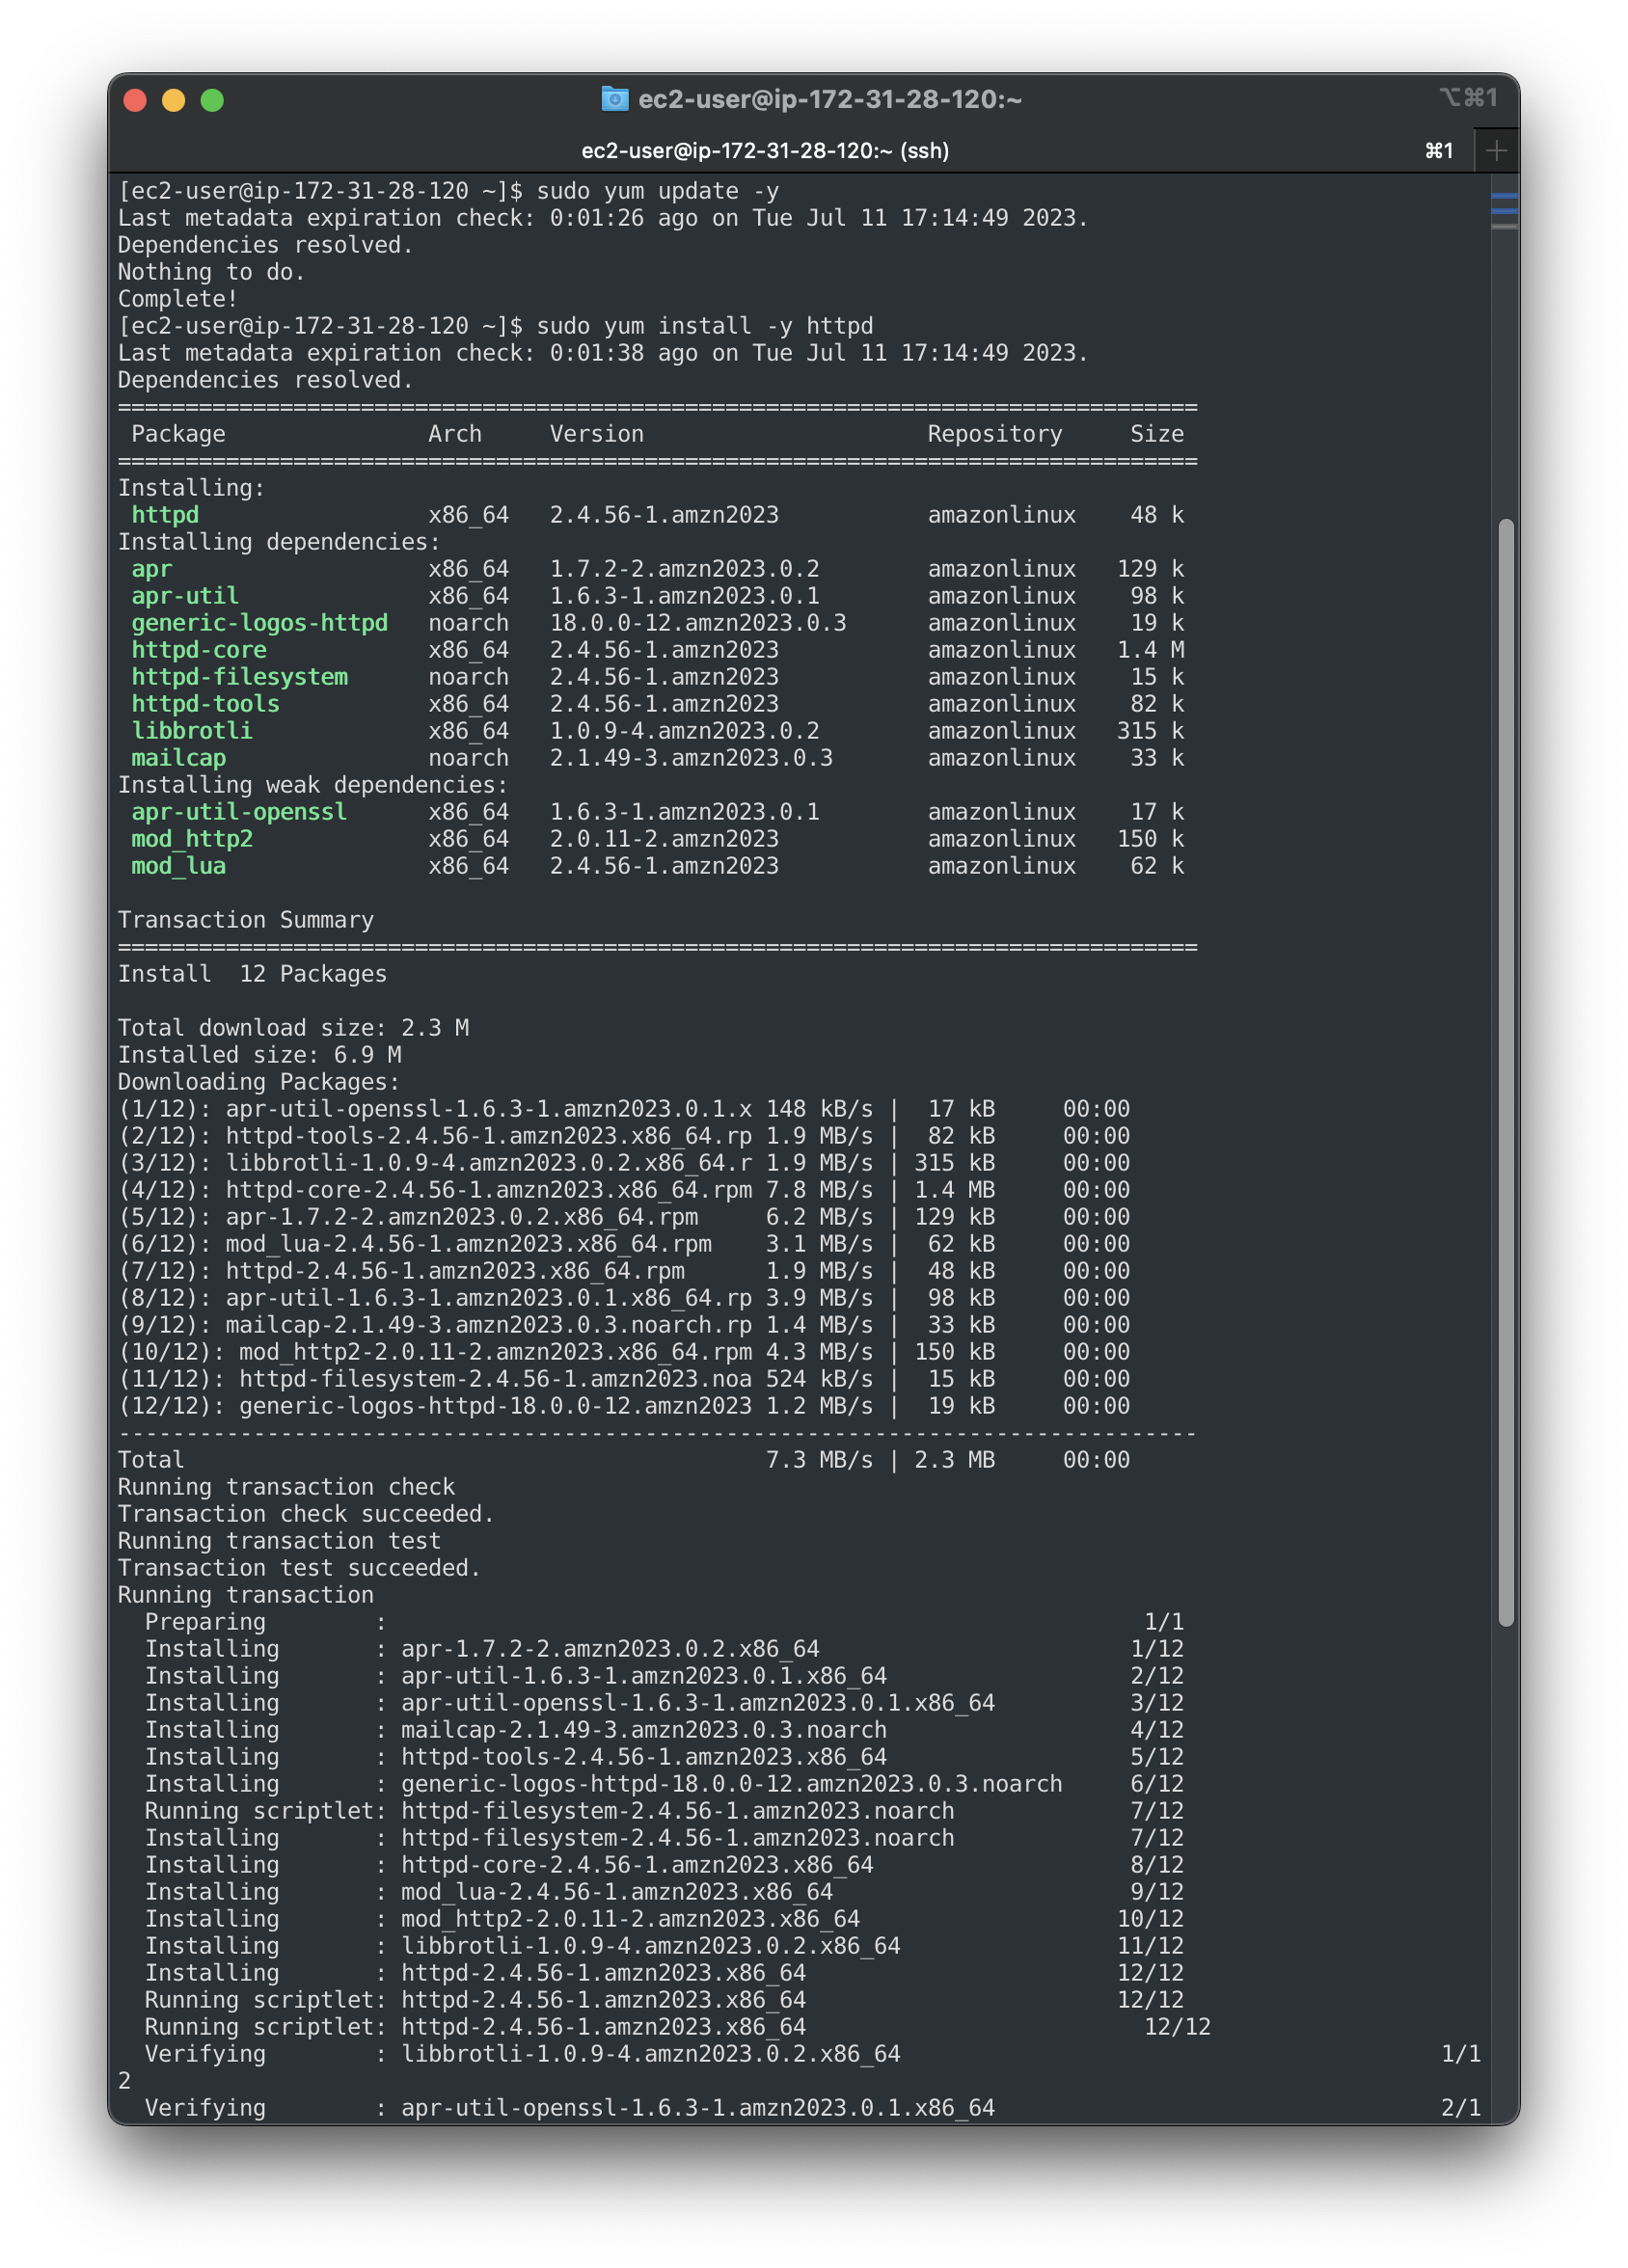 ec2-user@ip-172-31-28-120:~
⌥⌘1
ec2-user@ip-172-31-28-120:~ (ssh)
⌘1
[ec2-user@ip-172-31-28-120 ~]$ sudo yum update -y
Last metadata expiration check: 0:01:26 ago on Tue Jul 11 17:14:49 2023.
Dependencies resolved.
Nothing to do.
Complete!
[ec2-user@ip-172-31-28-120 ~]$ sudo yum install -y httpd
Last metadata expiration check: 0:01:38 ago on Tue Jul 11 17:14:49 2023.
Dependencies resolved.
================================================================================
 Package               Arch     Version                     Repository     Size
================================================================================
Installing:
 httpd                 x86_64   2.4.56-1.amzn2023           amazonlinux    48 k
Installing dependencies:
 apr                   x86_64   1.7.2-2.amzn2023.0.2        amazonlinux   129 k
 apr-util              x86_64   1.6.3-1.amzn2023.0.1        amazonlinux    98 k
 generic-logos-httpd   noarch   18.0.0-12.amzn2023.0.3      amazonlinux    19 k
 httpd-core            x86_64   2.4.56-1.amzn2023           amazonlinux   1.4 M
 httpd-filesystem      noarch   2.4.56-1.amzn2023           amazonlinux    15 k
 httpd-tools           x86_64   2.4.56-1.amzn2023           amazonlinux    82 k
 libbrotli             x86_64   1.0.9-4.amzn2023.0.2        amazonlinux   315 k
 mailcap               noarch   2.1.49-3.amzn2023.0.3       amazonlinux    33 k
Installing weak dependencies:
 apr-util-openssl      x86_64   1.6.3-1.amzn2023.0.1        amazonlinux    17 k
 mod_http2             x86_64   2.0.11-2.amzn2023           amazonlinux   150 k
 mod_lua               x86_64   2.4.56-1.amzn2023           amazonlinux    62 k
Transaction Summary
================================================================================
Install  12 Packages
Total download size: 2.3 M
Installed size: 6.9 M
Downloading Packages:
(1/12): apr-util-openssl-1.6.3-1.amzn2023.0.1.x 148 kB/s |  17 kB     00:00
(2/12): httpd-tools-2.4.56-1.amzn2023.x86_64.rp 1.9 MB/s |  82 kB     00:00
(3/12): libbrotli-1.0.9-4.amzn2023.0.2.x86_64.r 1.9 MB/s | 315 kB     00:00
(4/12): httpd-core-2.4.56-1.amzn2023.x86_64.rpm 7.8 MB/s | 1.4 MB     00:00
(5/12): apr-1.7.2-2.amzn2023.0.2.x86_64.rpm     6.2 MB/s | 129 kB     00:00
(6/12): mod_lua-2.4.56-1.amzn2023.x86_64.rpm    3.1 MB/s |  62 kB     00:00
(7/12): httpd-2.4.56-1.amzn2023.x86_64.rpm      1.9 MB/s |  48 kB     00:00
(8/12): apr-util-1.6.3-1.amzn2023.0.1.x86_64.rp 3.9 MB/s |  98 kB     00:00
(9/12): mailcap-2.1.49-3.amzn2023.0.3.noarch.rp 1.4 MB/s |  33 kB     00:00
(10/12): mod_http2-2.0.11-2.amzn2023.x86_64.rpm 4.3 MB/s | 150 kB     00:00
(11/12): httpd-filesystem-2.4.56-1.amzn2023.noa 524 kB/s |  15 kB     00:00
(12/12): generic-logos-httpd-18.0.0-12.amzn2023 1.2 MB/s |  19 kB     00:00
--------------------------------------------------------------------------------
Total                                           7.3 MB/s | 2.3 MB     00:00
Running transaction check
Transaction check succeeded.
Running transaction test
Transaction test succeeded.
Running transaction
  Preparing        :                                                        1/1
  Installing       : apr-1.7.2-2.amzn2023.0.2.x86_64                       1/12
  Installing       : apr-util-1.6.3-1.amzn2023.0.1.x86_64                  2/12
  Installing       : apr-util-openssl-1.6.3-1.amzn2023.0.1.x86_64          3/12
  Installing       : mailcap-2.1.49-3.amzn2023.0.3.noarch                  4/12
  Installing       : httpd-tools-2.4.56-1.amzn2023.x86_64                  5/12
  Installing       : generic-logos-httpd-18.0.0-12.amzn2023.0.3.noarch     6/12
  Running scriptlet: httpd-filesystem-2.4.56-1.amzn2023.noarch             7/12
  Installing       : httpd-filesystem-2.4.56-1.amzn2023.noarch             7/12
  Installing       : httpd-core-2.4.56-1.amzn2023.x86_64                   8/12
  Installing       : mod_lua-2.4.56-1.amzn2023.x86_64                      9/12
  Installing       : mod_http2-2.0.11-2.amzn2023.x86_64                   10/12
  Installing       : libbrotli-1.0.9-4.amzn2023.0.2.x86_64                11/12
  Installing       : httpd-2.4.56-1.amzn2023.x86_64                       12/12
  Running scriptlet: httpd-2.4.56-1.amzn2023.x86_64                       12/12
  Running scriptlet: httpd-2.4.56-1.amzn2023.x86_64                         12/12
  Verifying        : libbrotli-1.0.9-4.amzn2023.0.2.x86_64                                        1/1
2
  Verifying        : apr-util-openssl-1.6.3-1.amzn2023.0.1.x86_64                                 2/1